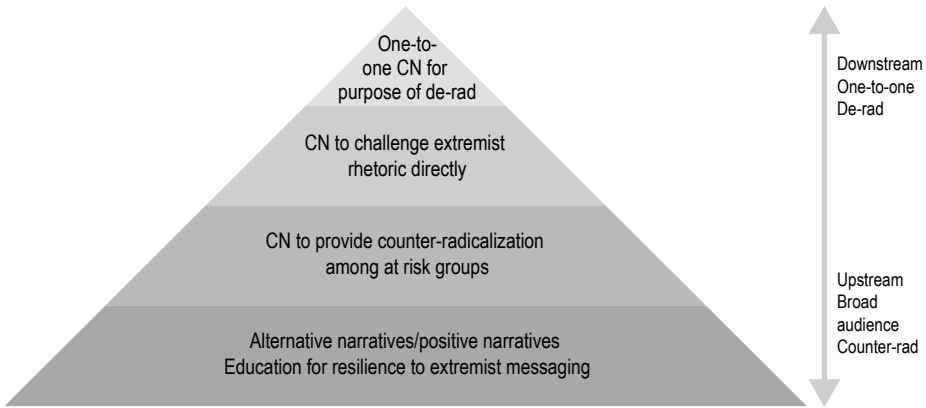 One-to-
one CN for
purpose of de-rad
CN to challenge extremist
rhetoric directly
CN to provide counter-radicalization
among at risk groups
Alternative narratives/positive narratives
Education for resilience to extremist messaging
Downstream
One-to-one
De-rad
Upstream
Broad
audience
Counter-rad